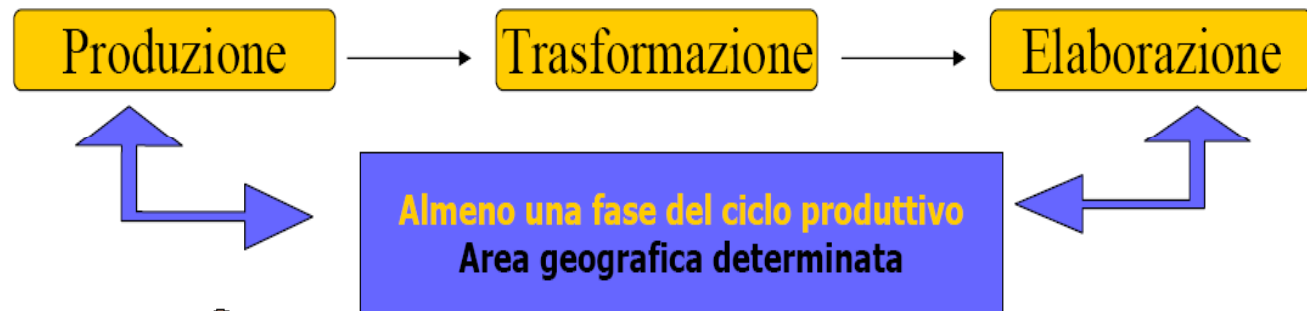 Produzione
Trasformazione
Elaborazione
Almeno una fase del ciclo produttivo
Area geografica determinata